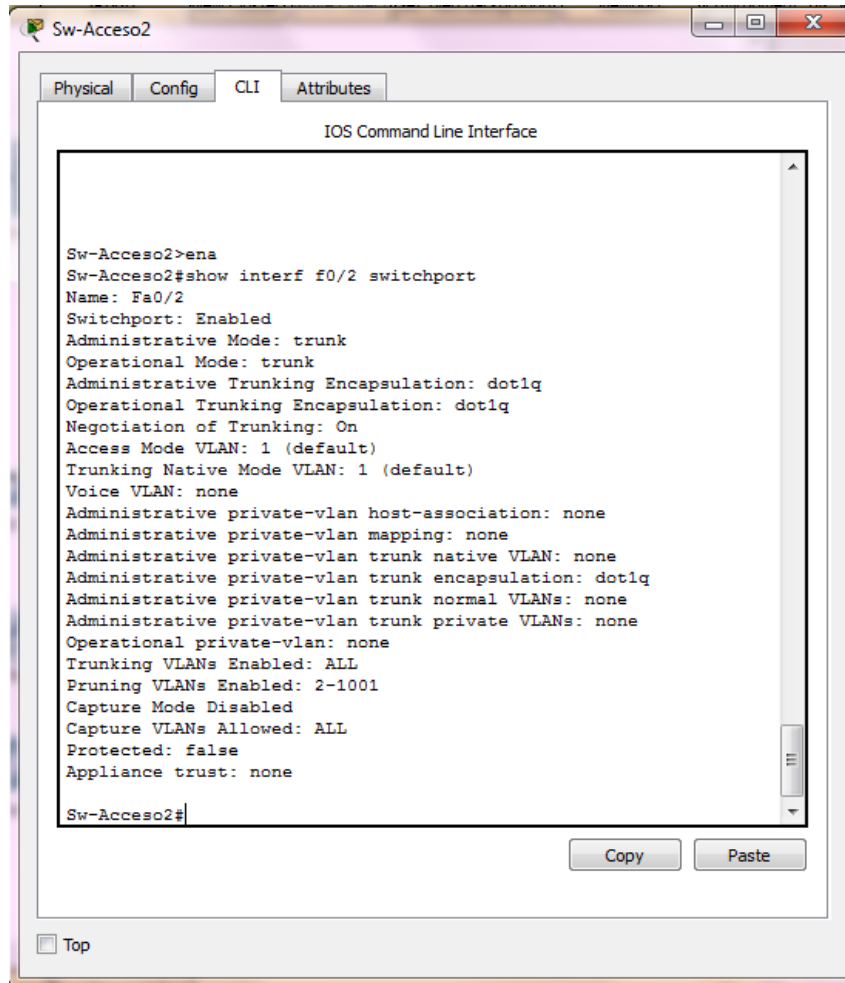 Sw-Acceso2
Physical Config CLI Attributes
IOS Command Line Interface
Sw-Acceso2>ena
Sw-Acceso2#show interf f0/2 switchport
Name: Fa0/2
Switchport: Enabled
Administrative Mode: trunk
Operational Mode: trunk
Administrative Trunking Encapsulation: dot1q
Operational Trunking Encapsulation: dot1q
Negotiation of Trunking: On
Access Mode VLAN: 1 (default)
Trunking Native Mode VLAN: 1 (default)
Voice VLAN: none
Administrative private-vlan host-association: none
Administrative private-vlan mapping: none
Administrative private-vlan trunk native VLAN: none
Administrative private-vlan trunk encapsulation: dot1q
Administrative private-vlan trunk normal VLANs: none
Administrative private-vlan trunk private VLANs: none
Operational private-vlan: none
Trunking VLANs Enabled: ALL
Pruning VLANs Enabled: 2-1001
Capture Mode Disabled
Capture VLANs Allowed: ALL
Protected: false
Appliance trust: none
Sw-Acceso2#
Copy Paste
Top